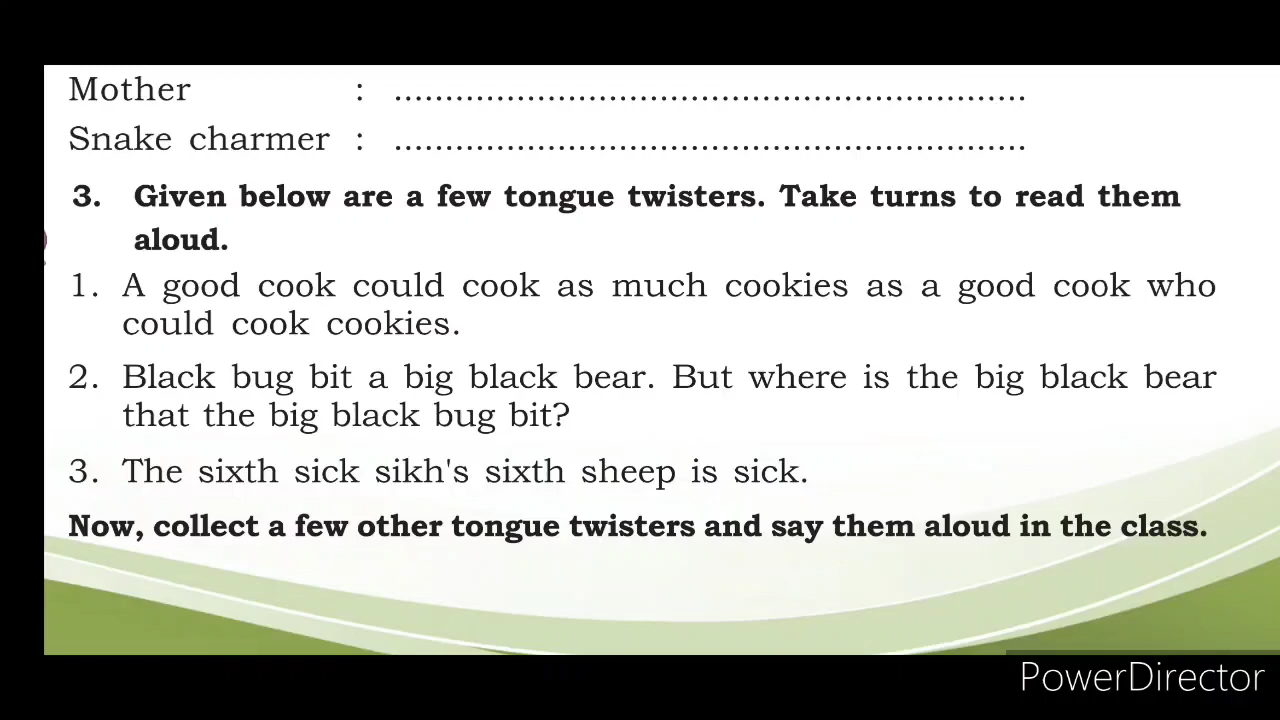 Mother : ..............................................................
Snake charmer : ..............................................................
3. Given below are a few tongue twisters. Take turns to read them
aloud.
1. A good cook could cook as much cookies as a good cook who
could cook cookies.
2. Black bug bit a big black bear. But where is the big black bear
that the big black bug bit?
3. The sixth sick sikh's sixth sheep is sick.
Now, collect a few other tongue twisters and say them aloud in the class.
PowerDirector